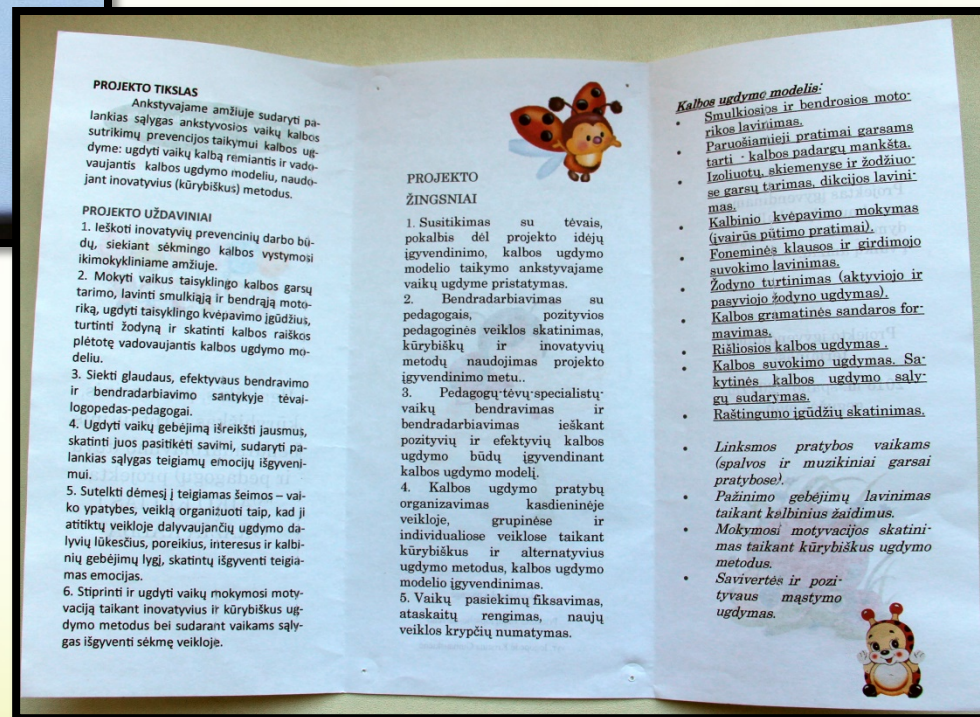 PROJEKTO TIKSLAS
Ankstyvajame amžiuje sudaryti pa-
lankias sąlygas ankstyvosios vaikų kalbos
sutrikimų prevencijos taikymui kalbos ug-
dyme: ugdyti vaikų kalbą remiantis ir vado-
vaujantis kalbos ugdymo modeliu, naudo-
jant inovatyvius (kūrybiškus) metodus.
PROJEKTO UŽDAVINIAI
1. Ieškoti inovatyvių prevencinių darbo bū-
dų, siekiant sėkmingo kalbos vystymosi
ikimokykliniame amžiuje.
2. Mokyti vaikus taisyklingo kalbos garsų
tarimo, lavinti smulkiąją ir bendrąją moto-
riką, ugdyti taisyklingo kvėpavimo įgūdžius,
turtinti žodyną ir skatinti kalbos raiškos
plėtotę vadovaujantis kalbos ugdymo mo-
deliu.
3. Siekti glaudaus, efektyvaus bendravimo
ir bendradarbiavimo santykyje tėvai-
logopedas-pedagogai.
4. Ugdyti vaikų gebėjimą išreikšti jausmus,
skatinti juos pasitikėti savimi, sudaryti pa-
lankias sąlygas teigiamų emocijų išgyveni-
mui.
5. Sutelkti dėmesį į teigiamas šeimos – vai-
ko ypatybes, veiklą organizuoti taip, kad ji
atitiktų veikloje dalyvaujančių ugdymo da-
lyvių lūkesčius, poreikius, interesus ir kalbi-
nių gebėjimų lygį, skatintų išgyventi teigia-
mas emocijas.
6. Stiprinti ir ugdyti vaikų mokymosi moty-
vaciją taikant inovatyvius ir kūrybiškus ug-
dymo metodus bei sudarant vaikams sąly-
gas išgyventi sėkmę veikloje.
PROJEKTO
ŽINGSNIAI
1. Susitikimas su tėvais,
pokalbis dėl projekto idėjų
įgyvendinimo, kalbos ugdymo
modelio taikymo ankstyvajame
vaikų ugdyme pristatymas.
2. Bendradarbiavimas su
pedagogais, pozityvios
pedagoginės veiklos skatinimas,
kūrybiškų ir inovatyvių
metodų naudojimas projekto
įgyvendinimo metu..
3. Pedagogų-tėvų-specialistų-
vaikų bendravimas ir
bendradarbiavimas ieškant
pozityvių ir efektyvių kalbos
ugdymo būdų įgyvendinant
kalbos ugdymo modelį.
4. Kalbos ugdymo pratybų
organizavimas kasdieninėje
veikloje, grupinėse ir
individualiose veiklose taikant
kūrybiškus ir alternatyvius
ugdymo metodus, kalbos ugdymo
modelio įgyvendinimas.
5. Vaikų pasiekimų fiksavimas,
ataskaitų rengimas, naujų
veiklos krypčių numatymas.
Kalbos ugdymo modelis:
• Smulkiosios ir bendrosios moto-
rikos lavinimas.
• Paruošiamieji pratimai garsams
tarti - kalbos padargų mankšta.
• Izoliuotų, skiemenyse ir žodžiuo-
se garsų tarimas, dikcijos lavini-
mas.
• Kalbinio kvėpavimo mokymas
(įvairūs pūtimo pratimai).
• Foneminės klausos ir girdimojo
suvokimo lavinimas.
• Žodyno turtinimas (aktyviojo ir
pasyviojo žodyno ugdymas).
• Kalbos gramatinės sandaros for-
mavimas.
• Rišliosios kalbos ugdymas .
• Kalbos suvokimo ugdymas. Sa-
kytinės kalbos ugdymo sąly-
gų sudarymas.
• Raštingumo įgūdžių skatinimas.
• Linksmos pratybos vaikams
(spalvos ir muzikiniai garsai
pratybose).
• Pažinimo gebėjimų lavinimas
taikant kalbinius žaidimus.
• Mokymosi motyvacijos skatini-
mas taikant kūrybiškus ugdymo
metodus.
• Savivertės ir pozi-
tyvaus mąstymo
ugdymas.